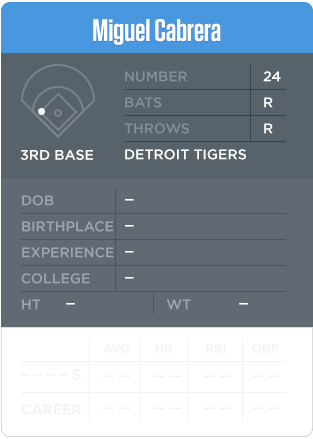 Miguel Cabrera
NUMBER 24
BATS R
THROWS R
3RD BASE DETROIT TIGERS
DOB –
BIRTHPLACE –
EXPERIENCE –
COLLEGE –
HT – WT –
AVG HR RBI OBP
– – – – S. – – – – – – – –
CAREER – – – – – – – –